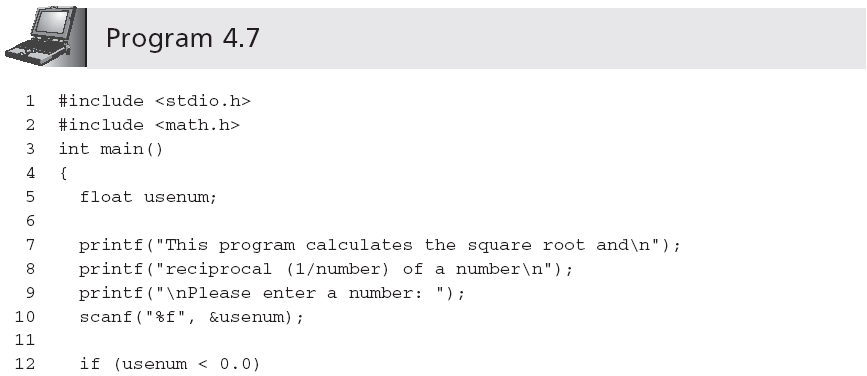 Program 4.7
1 #include <stdio.h>
2 #include <math.h>
3 int main()
4 {
5   float usenum;
6
7   printf("This program calculates the square root and\n");
8   printf("reciprocal (1/number) of a number\n");
9   printf("\nPlease enter a number: ");
10   scanf("%f", &usenum);
11
12   if (usenum < 0.0)